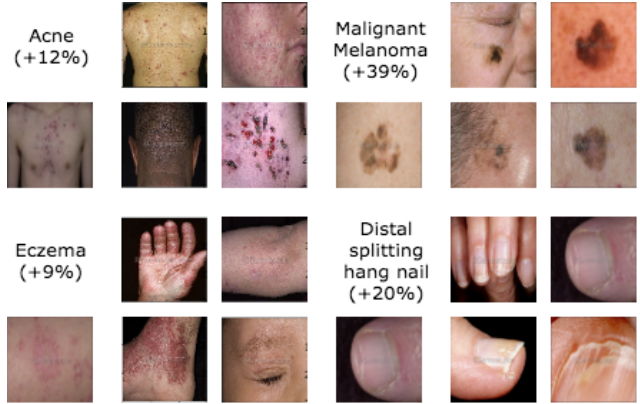 Acne
(+12%)
Malignant
Melanoma
(+39%)
Eczema
(+9%)
Distal
splitting
hang nail
(+20%)